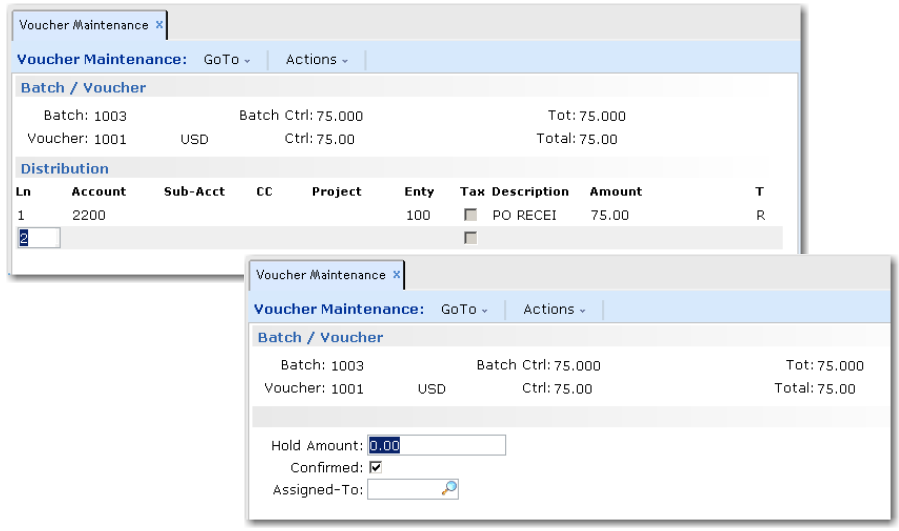 Voucher Maintenance ×
Voucher Maintenance: GoTo Actions
Batch / Voucher
Batch: 1003 Batch Ctrl: 75.000 Tot: 75.000
Voucher: 1001 USD Ctrl: 75.00 Total: 75.00
Distribution
Ln Account Sub-Acct CC Project Enty Tax Description Amount T
1 2200 100 PO RECEI 75.00 R
2
Voucher Maintenance ×
Voucher Maintenance: GoTo Actions
Batch / Voucher
Batch: 1003 Batch Ctrl: 75.000 Tot: 75.000
Voucher: 1001 USD Ctrl: 75.00 Total: 75.00
Hold Amount: 0.00
Confirmed:
Assigned-To: